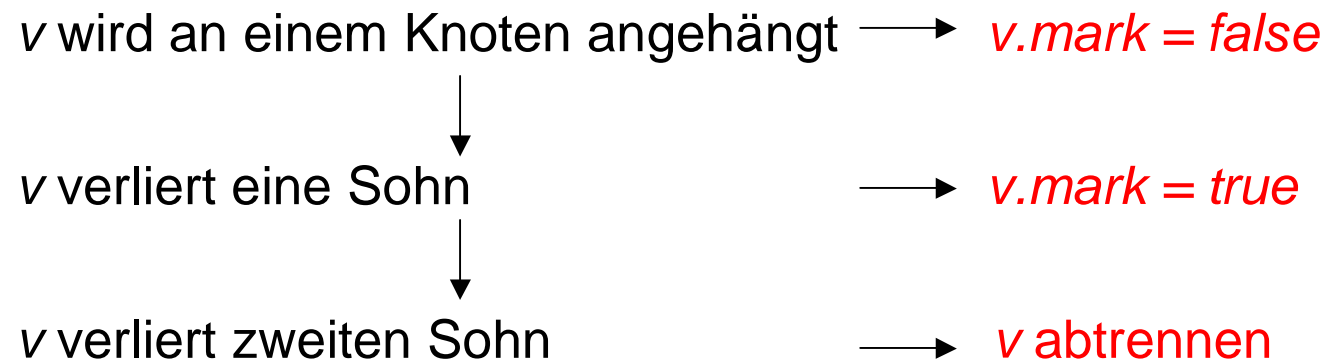 v wird an einem Knoten angehängt → v.mark = false
v verliert eine Sohn → v.mark = true
v verliert zweiten Sohn → v abtrennen